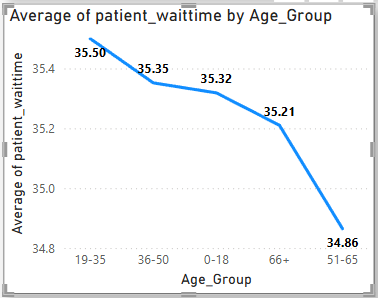 Average of patient_waittime by Age_Group
Average of patient_waittime
35.4
35.2
35.0
34.8
35.50
35.35
35.32
35.21
34.86
19-35 36-50 0-18 66+ 51-65
Age_Group